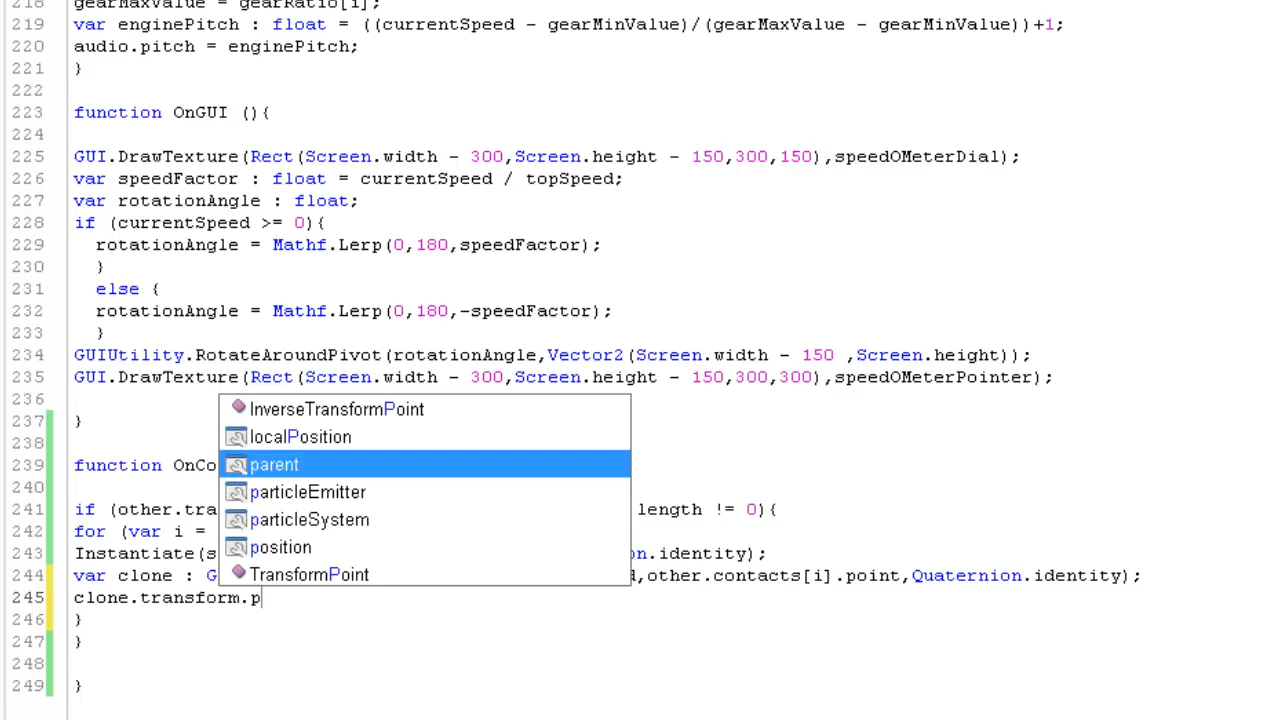 218 gearMaxValue = gearRatio[i];
219 var enginePitch : float = ((currentSpeed - gearMinValue)/(gearMaxValue - gearMinValue))+1;
220 audio.pitch = enginePitch;
221 }
222
223 function OnGUI (){
224
225 GUI.DrawTexture(Rect(Screen.width - 300,Screen.height - 150,300,150),speedOMeterDial);
226 var speedFactor : float = currentSpeed / topSpeed;
227 var rotationAngle : float;
228 if (currentSpeed >= 0){
229 rotationAngle = Mathf.Lerp(0,180,speedFactor);
230 }
231 else {
232 rotationAngle = Mathf.Lerp(0,180,-speedFactor);
233 }
234 GUIUtility.RotateAroundPivot(rotationAngle,Vector2(Screen.width - 150 ,Screen.height));
235 GUI.DrawTexture(Rect(Screen.width - 300,Screen.height - 150,300,300),speedOMeterPointer);
236
237 }
238
239 function OnCo
240
241 if (other.tra length != 0){
242 for (var i =
243 Instantiate(s on.identity);
244 var clone : G d,other.contacts[i].point,Quaternion.identity);
245 clone.transform.p
246 }
247 }
248
249 }
InverseTransformPoint
localPosition
parent
particleEmitter
particleSystem
position
TransformPoint